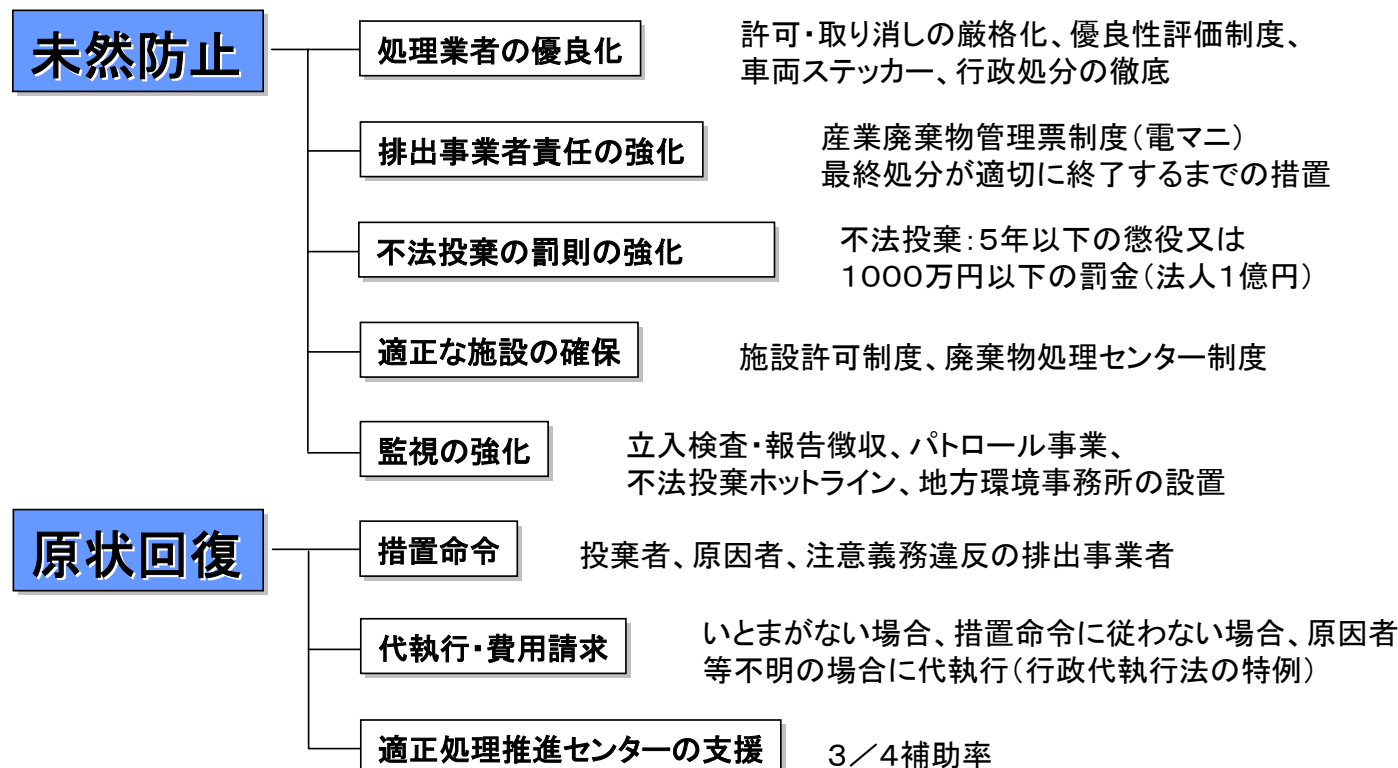 未然防止
処理業者の優良化
許可・取り消しの厳格化、優良性評価制度、
車両ステッカー、行政処分の徹底
排出事業者責任の強化
産業廃棄物管理票制度(電マニ)
最終処分が適切に終了するまでの措置
不法投棄の罰則の強化
不法投棄:5年以下の懲役又は
1000万円以下の罰金(法人1億円)
適正な施設の確保
施設許可制度、廃棄物処理センター制度
監視の強化
立入検査・報告徴収、パトロール事業、
不法投棄ホットライン、地方環境事務所の設置
原状回復
措置命令
投棄者、原因者、注意義務違反の排出事業者
代執行・費用請求
いとまがない場合、措置命令に従わない場合、原因者
等不明の場合に代執行(行政代執行法の特例)
適正処理推進センターの支援
3/4補助率